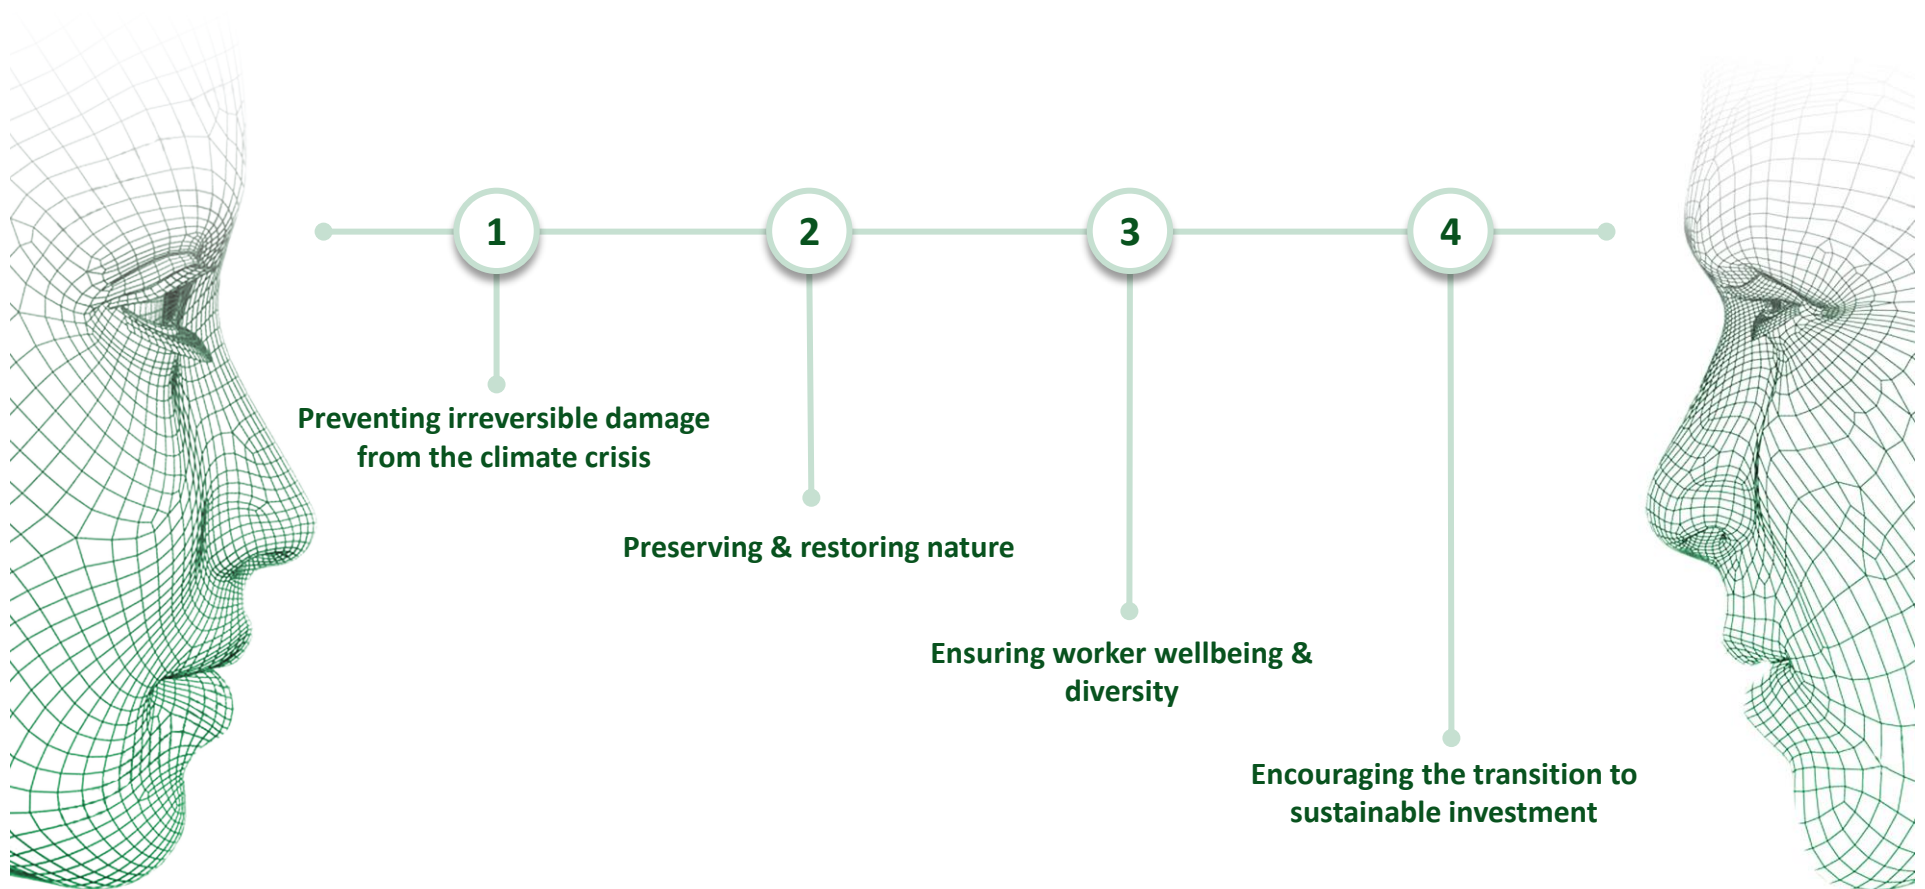 1
2
3
4
Preventing irreversible damage
from the climate crisis
Preserving & restoring nature
Ensuring worker wellbeing &
diversity
Encouraging the transition to
sustainable investment